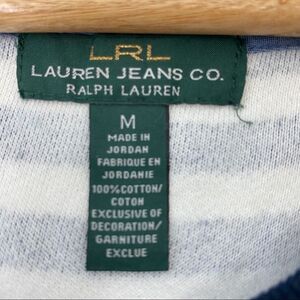 LRL
LAUREN JEANS CO.
RALPH LAUREN
M
MADE IN
JORDAN
FABRIQUE EN
JORDANIE
100%COTTON/
COTON
EXCLUSIVE OF
DECORATION/
GARNITURE
EXCLUE